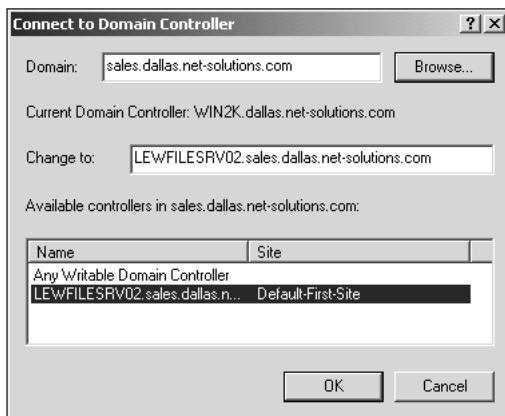 Connect to Domain Controller
Domain: sales.dallas.net-solutions.com Browse...
Current Domain Controller: WIN2K.dallas.net-solutions.com
Change to: LEWFILESRV02.sales.dallas.net-solutions.com
Available controllers in sales.dallas.net-solutions.com:
Name Site
Any Writable Domain Controller
LEWFILESRV02.sales.dallas.n... Default-First-Site
OK Cancel